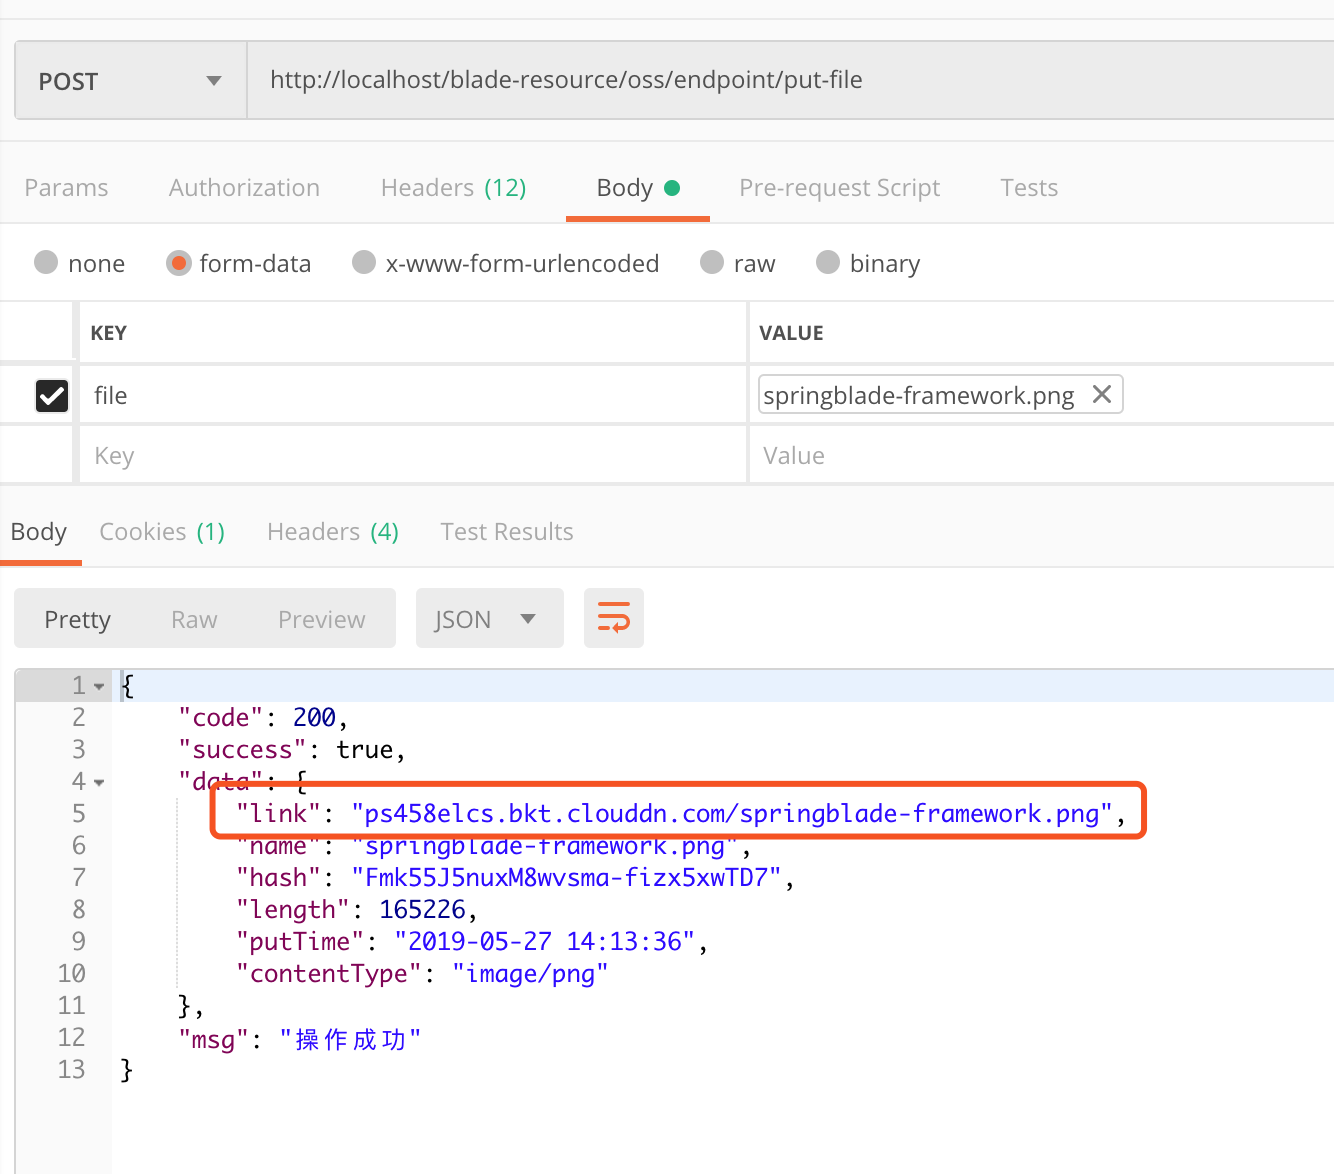 POST http://localhost/blade-resource/oss/endpoint/put-file
Params Authorization Headers (12) Body Pre-request Script Tests
none form-data x-www-form-urlencoded raw binary
KEY VALUE
file springblade-framework.png
Key Value
Body Cookies (1) Headers (4) Test Results
Pretty Raw Preview JSON
1 {
2 "code": 200,
3 "success": true,
4 "data": {
5 "link": "ps458elcs.bkt.clouddn.com/springblade-framework.png",
6 "name": "springblade-framework.png",
7 "hash": "Fmk55J5nuxM8wvsma-fizx5xwTD7",
8 "length": 165226,
9 "putTime": "2019-05-27 14:13:36",
10 "contentType": "image/png"
11 },
12 "msg": "操作成功"
13 }